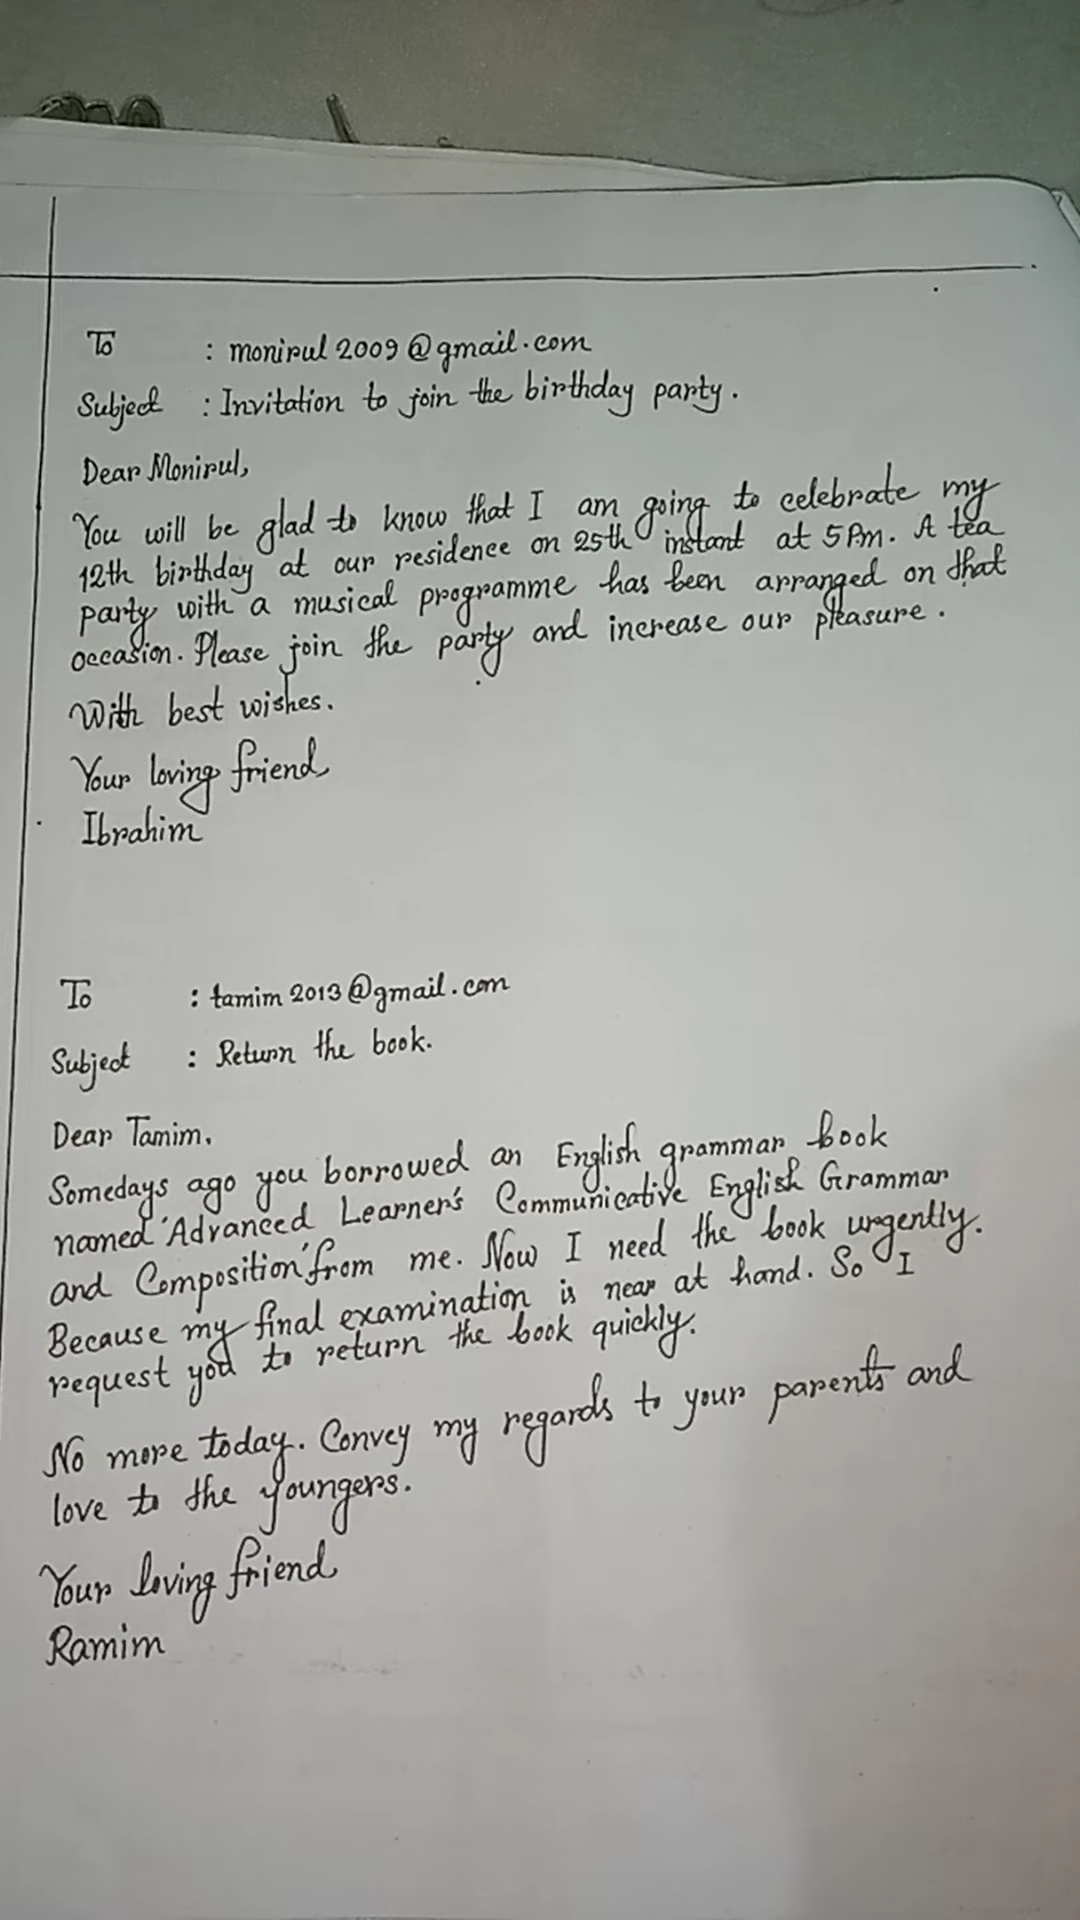 To : monirul 2009@gmail.com
Subject : Invitation to join the birthday party.
Dear Monirul,
You will be glad to know that I am going to celebrate my
12th birthday at our residence on 25th instant at 5 Pm. A tea
party with a musical programme has been arranged on that
occasion. Please join the party and increase our pleasure.
With best wishes.
Your loving friend,
Ibrahim
To : tamim 2013@gmail.com
Subject : Return the book.
Dear Tamim,
Somedays ago you borrowed an English grammar book
named 'Advanced Learner's Communicative English Grammar
and Composition' from me. Now I need the book urgently.
Because my final examination is near at hand. So I
request you to return the book quickly.
No more today. Convey my regards to your parents and
love to the youngers.
Your loving friend,
Ramim